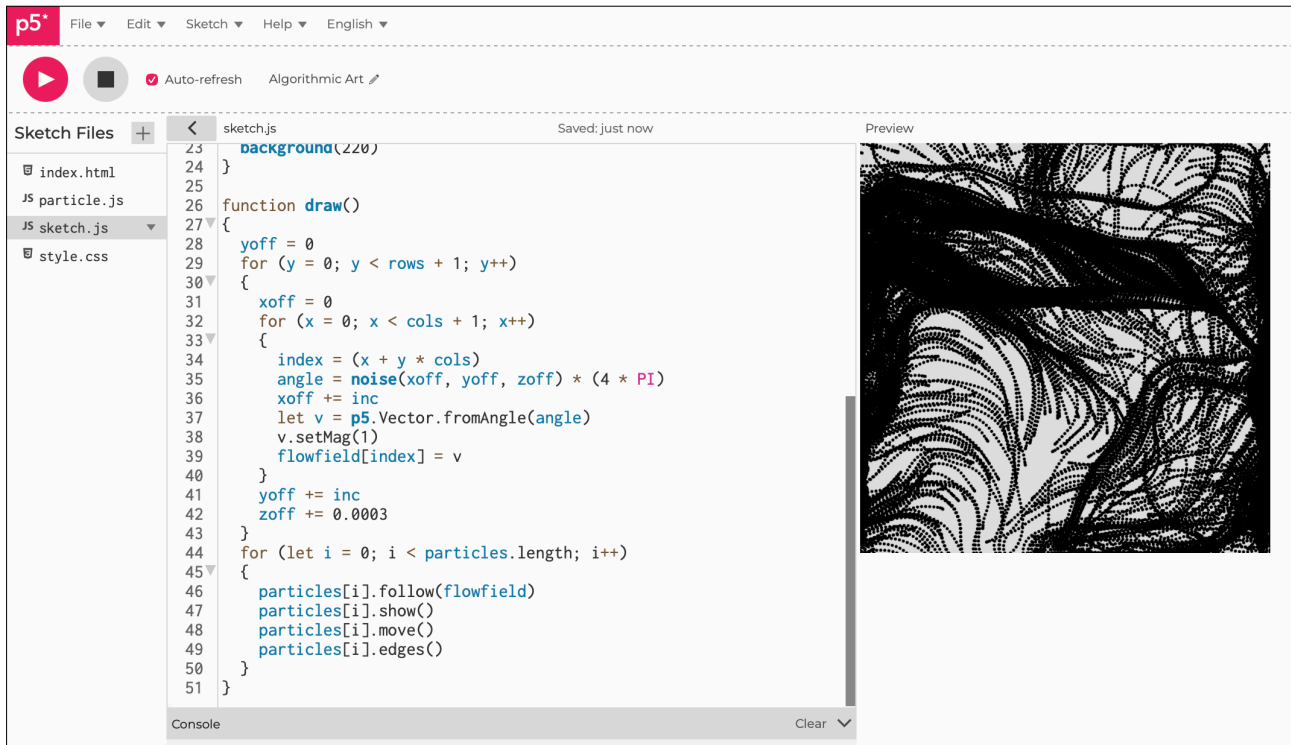 p5* File Edit Sketch Help English
Auto-refresh Algorithmic Art
Sketch Files +
index.html
JS particle.js
JS sketch.js
style.css
sketch.js Saved: just now
23   background(220)
24 }
25
26 function draw()
27 {
28   yoff = 0
29   for (y = 0; y < rows + 1; y++)
30   {
31     xoff = 0
32     for (x = 0; x < cols + 1; x++)
33     {
34       index = (x + y * cols)
35       angle = noise(xoff, yoff, zoff) * (4 * PI)
36       xoff += inc
37       let v = p5.Vector.fromAngle(angle)
38       v.setMag(1)
39       flowfield[index] = v
40     }
41     yoff += inc
42     zoff += 0.0003
43   }
44   for (let i = 0; i < particles.length; i++)
45   {
46     particles[i].follow(flowfield)
47     particles[i].show()
48     particles[i].move()
49     particles[i].edges()
50   }
51 }
Console Clear
Preview